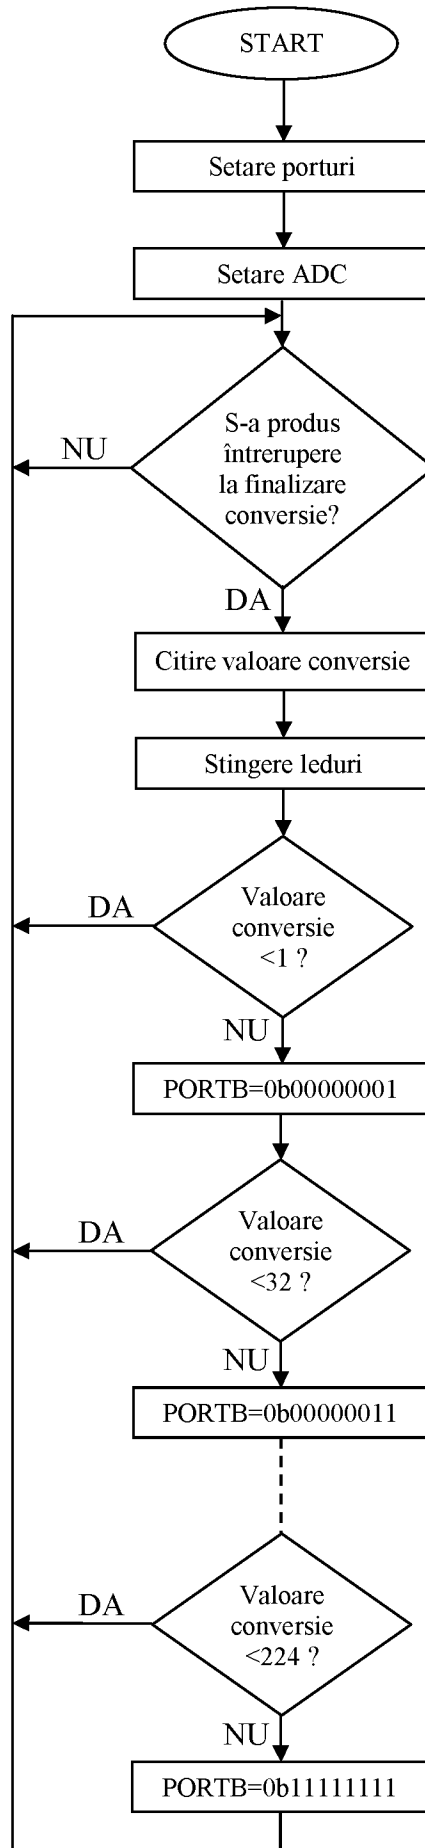 START
Setare porturi
Setare ADC
S-a produs
întrerupere
la finalizare
conversie?
NU
DA
Citire valoare conversie
Stingere leduri
Valoare
conversie
<1 ?
DA
NU
PORTB=0b00000001
Valoare
conversie
<32 ?
DA
NU
PORTB=0b00000011
Valoare
conversie
<224 ?
DA
NU
PORTB=0b11111111